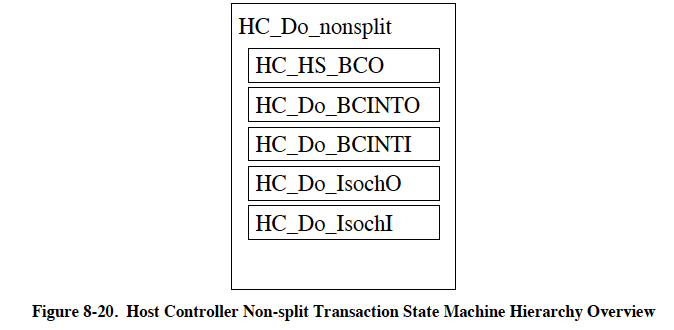 HC_Do_nonsplit
HC_HS_BCO
HC_Do_BCINTO
HC_Do_BCINTI
HC_Do_IsochO
HC_Do_IsochI
Figure 8-20. Host Controller Non-split Transaction State Machine Hierarchy Overview